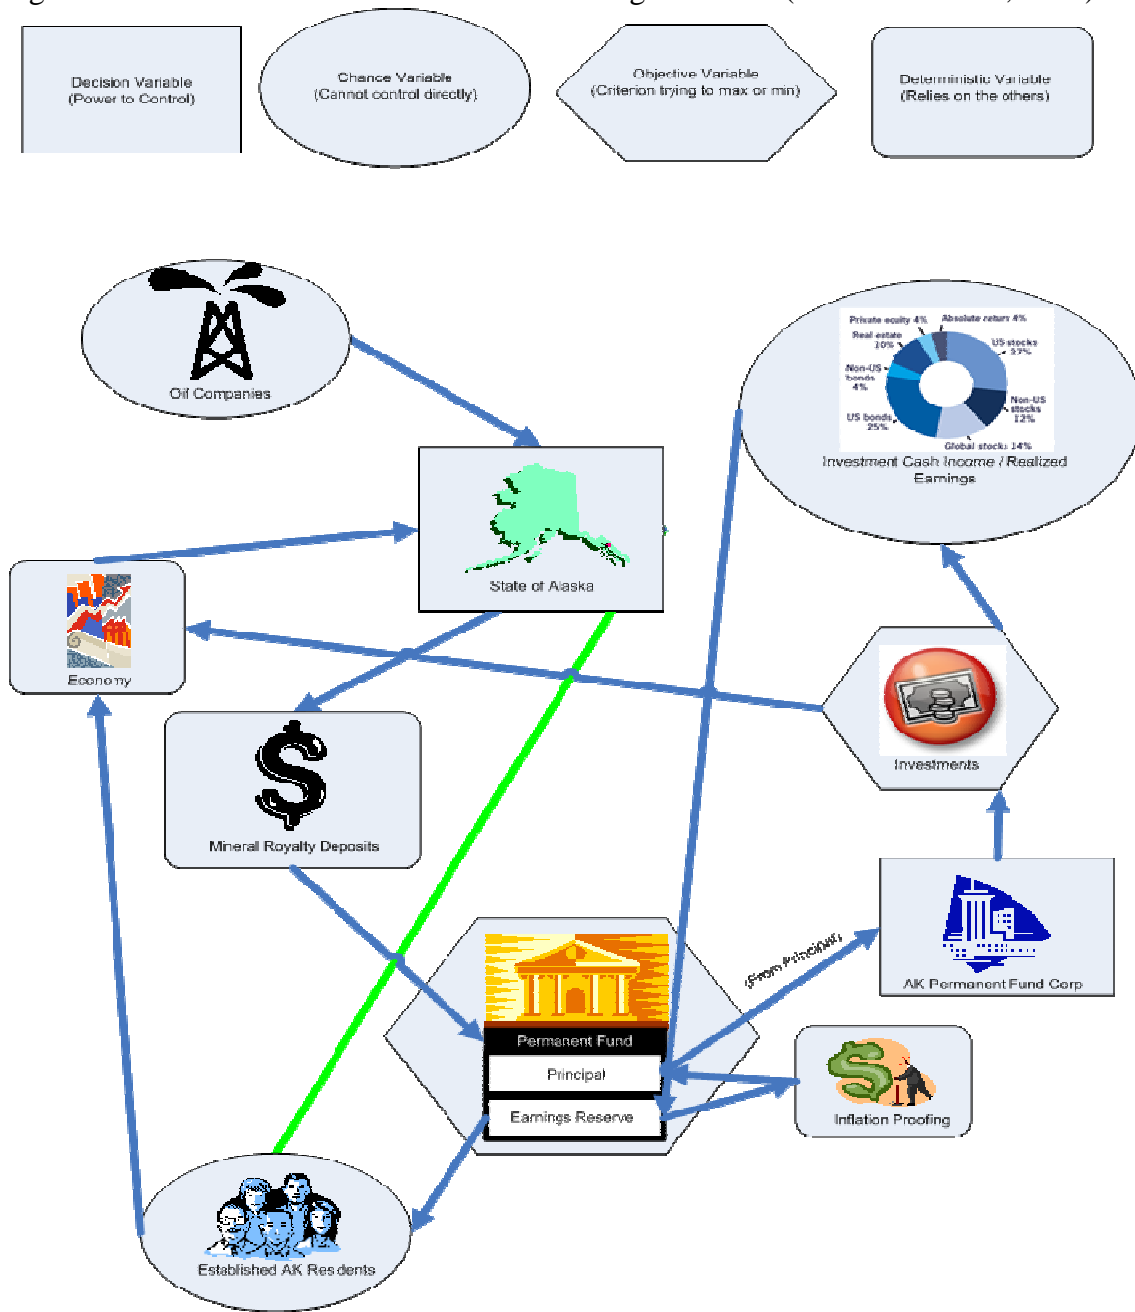 Decision Variable
(Power to Control)
Chance Variable
(Cannot control directly)
Objective Variable
(Criterion trying to max or min)
Deterministic Variable
(Relies on the others)
Oil Companies
Private equity 4%
Absolute return 4%
Real estate
10%
US stocks
27%
Non-US
bonds
4%
Non-US
stocks
12%
US bonds
25%
Global stocks 14%
Investment Cash Income / Realized
Earnings
State of Alaska
Economy
Investments
Mineral Royalty Deposits
(From Principal)
AK Permanent Fund Corp
Permanent Fund
Principal
Earnings Reserve
Inflation Proofing
Established AK Residents